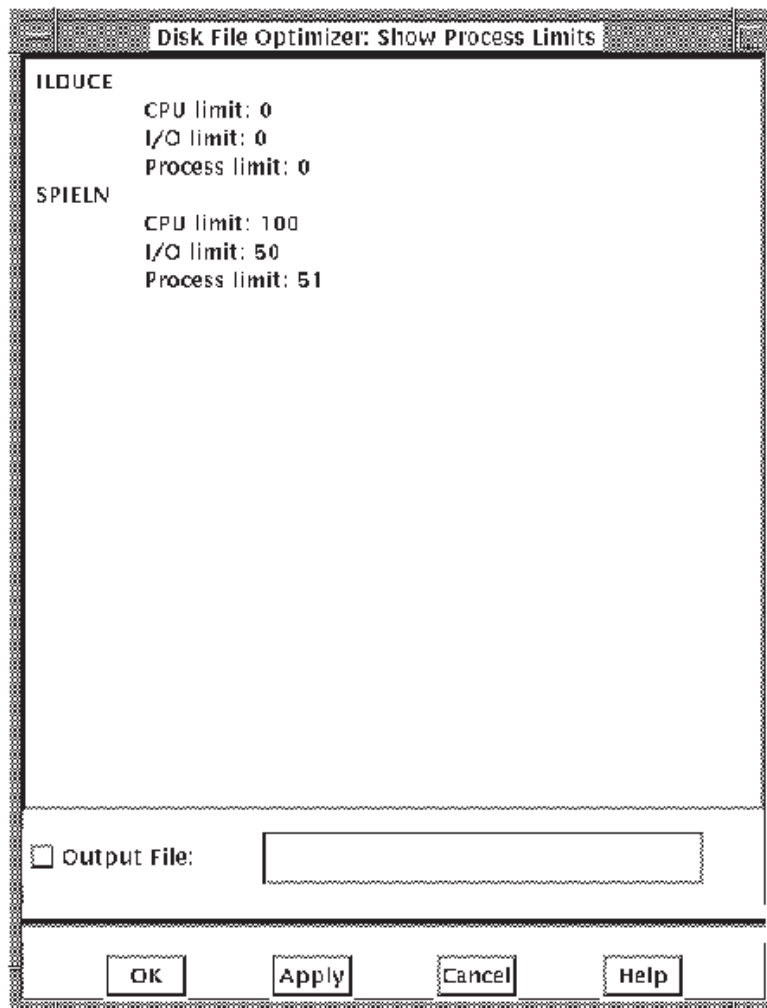 Disk File Optimizer: Show Process Limits
ILDUCE
CPU limit: 0
I/O limit: 0
Process limit: 0
SPIELN
CPU limit: 100
I/O limit: 50
Process limit: 51
Output File:
OK Apply Cancel Help